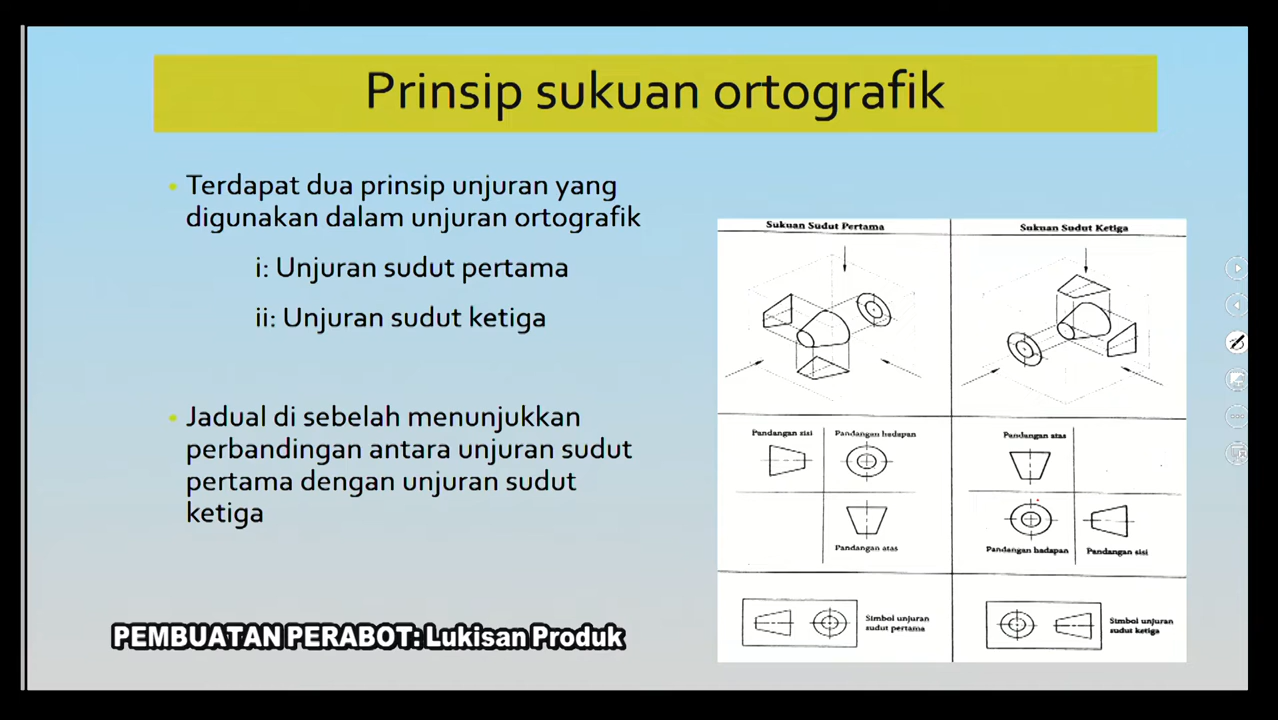 Prinsip sukuan ortografik
• Terdapat dua prinsip unjuran yang
digunakan dalam unjuran ortografik
i: Unjuran sudut pertama
ii: Unjuran sudut ketiga
• Jadual di sebelah menunjukkan
perbandingan antara unjuran sudut
pertama dengan unjuran sudut
ketiga
PEMBUATAN PERABOT: Lukisan Produk
Sukuan Sudut Pertama
Sukuan Sudut Ketiga
Pandangan sisi
Pandangan hadapan
Pandangan atas
Pandangan atas
Pandangan hadapan
Pandangan sisi
Simbol unjuran
sudut pertama
Simbol unjuran
sudut ketiga